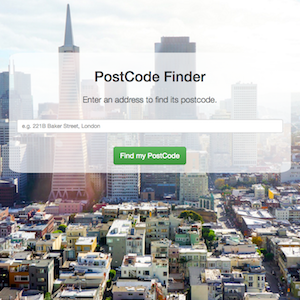 PostCode Finder
Enter an address to find its postcode.
e.g. 221B Baker Street, London
Find my PostCode